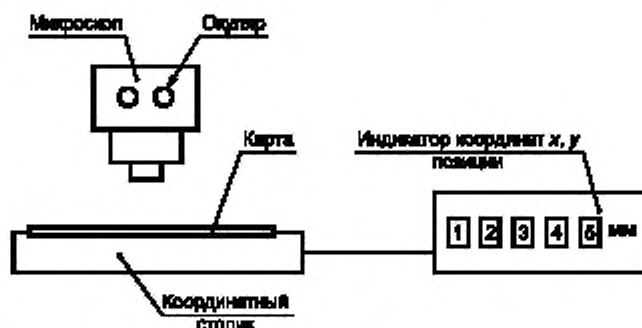 Микроскоп
Окуляр
Карта
Индикатор координат x, y
позиции
1 2 3 4 5 мм
Координатный
столик